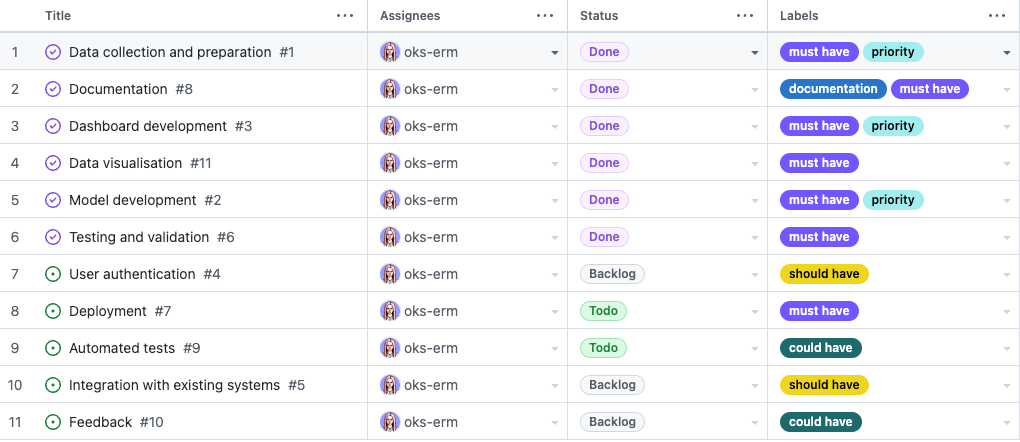 Title ... Assignees ... Status ... Labels ...
1 Data collection and preparation #1 oks-erm Done must have priority
2 Documentation #8 oks-erm Done documentation must have
3 Dashboard development #3 oks-erm Done must have priority
4 Data visualisation #11 oks-erm Done must have
5 Model development #2 oks-erm Done must have priority
6 Testing and validation #6 oks-erm Done must have
7 User authentication #4 oks-erm Backlog should have
8 Deployment #7 oks-erm Todo must have
9 Automated tests #9 oks-erm Todo could have
10 Integration with existing systems #5 oks-erm Backlog should have
11 Feedback #10 oks-erm Backlog could have